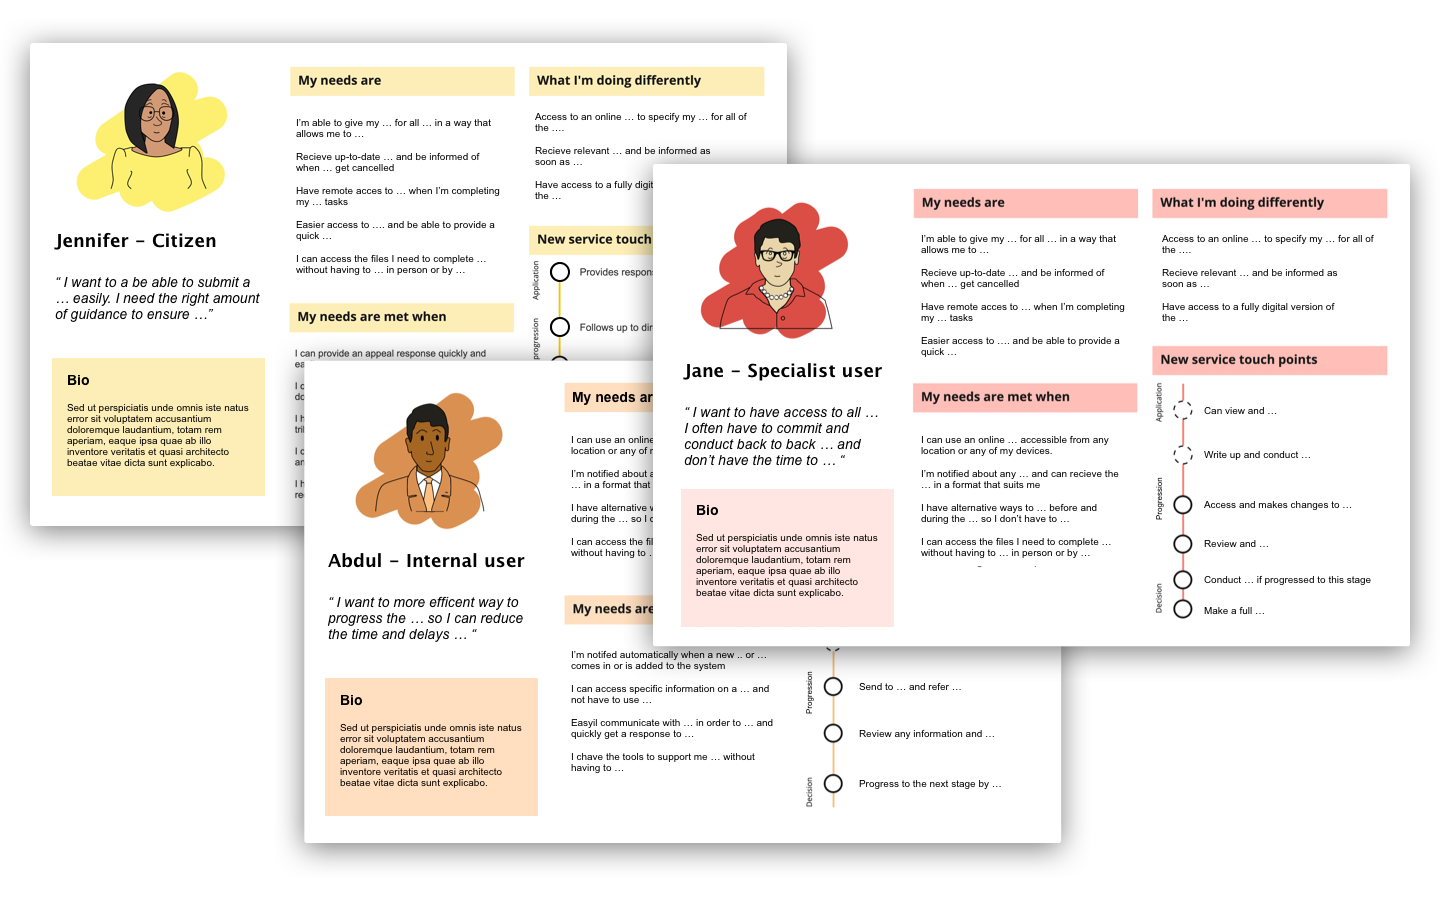 Jennifer – Citizen
“ I want to a be able to submit a
… easily. I need the right amount
of guidance to ensure …”
Bio
Sed ut perspiciatis unde omnis iste natus
error sit voluptatem accusantium
doloremque laudantium, totam rem
aperiam, eaque ipsa quae ab illo
inventore veritatis et quasi architecto
beatae vitae dicta sunt explicabo.
My needs are
I’m able to give my … for all … in a way that
allows me to …
Recieve up-to-date … and be informed of
when … get cancelled
Have remote acces to … when I’m completing
my … tasks
Easier access to …. and be able to provide a
quick …
I can access the files I need to complete …
without having to … in person or by …
My needs are met when
I can provide an appeal response quickly and
What I'm doing differently
Access to an online … to specify my … for all of
the ….
Recieve relevant … and be informed as
soon as …
Have access to a fully
the …
New service touch
Application
Provides
progression
Follows up to
Abdul – Internal user
“ I want to more efficent way to
progress the … so I can reduce
the time and delays … “
Bio
Sed ut perspiciatis unde omnis iste natus
error sit voluptatem accusantium
doloremque laudantium, totam rem
aperiam, eaque ipsa quae ab illo
inventore veritatis et quasi architecto
beatae vitae dicta sunt explicabo.
My needs
I can use an online
location or any of
I’m notified about
… in a format that
I have alternative
during the … so I
I can access the
without having to
My needs are
I’m notifed automatically when a new .. or …
comes in or is added to the system
I can access specific information on a … and
not have to use …
Easyil communicate with … in order to … and
quickly get a response to …
I chave the tools to support me … without
having to …
Progression
Send to … and refer …
Review any information and …
Decision
Progress to the next stage by …
Jane – Specialist user
“ I want to have access to all …
I often have to commit and
conduct back to back … and
don’t have the time to … “
Bio
Sed ut perspiciatis unde omnis iste natus
error sit voluptatem accusantium
doloremque laudantium, totam rem
aperiam, eaque ipsa quae ab illo
inventore veritatis et quasi architecto
beatae vitae dicta sunt explicabo.
My needs are
I’m able to give my … for all … in a way that
allows me to …
Recieve up-to-date … and be informed of
when … get cancelled
Have remote acces to … when I’m completing
my … tasks
Easier access to …. and be able to provide a
quick …
My needs are met when
I can use an online … accessible from any
location or any of my devices.
I’m notified about any … and can recieve the
… in a format that suits me
I have alternative ways to … before and
during the … so I don’t have to …
I can access the files I need to complete …
without having to … in person or by …
What I'm doing differently
Access to an online … to specify my … for all of
the ….
Recieve relevant … and be informed as
soon as …
Have access to a fully digital version of
the …
New service touch points
Application
Can view and …
Write up and conduct …
Progression
Access and makes changes to …
Review and …
Conduct … if progressed to this stage
Decision
Make a full …